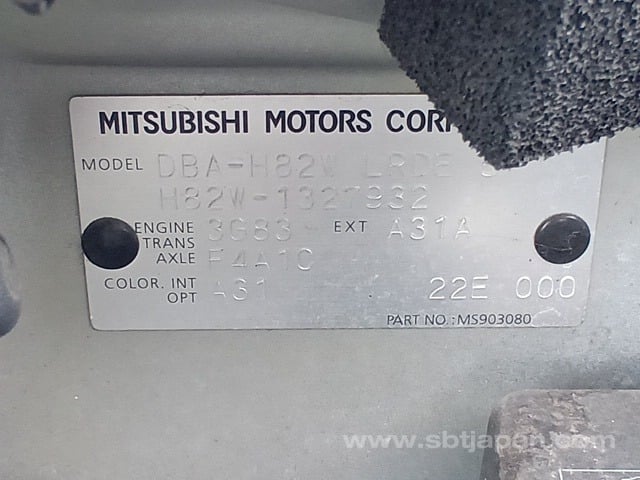 MITSUBISHI MOTORS
MODEL DBA-H82W LRDE
H82W-1327932
ENGINE 3G83 EXT A31A
TRANS
AXLE F4A1C
COLOR. INT A31 22E 000
OPT
PART NO : MS903080
www.sbtjapan.com